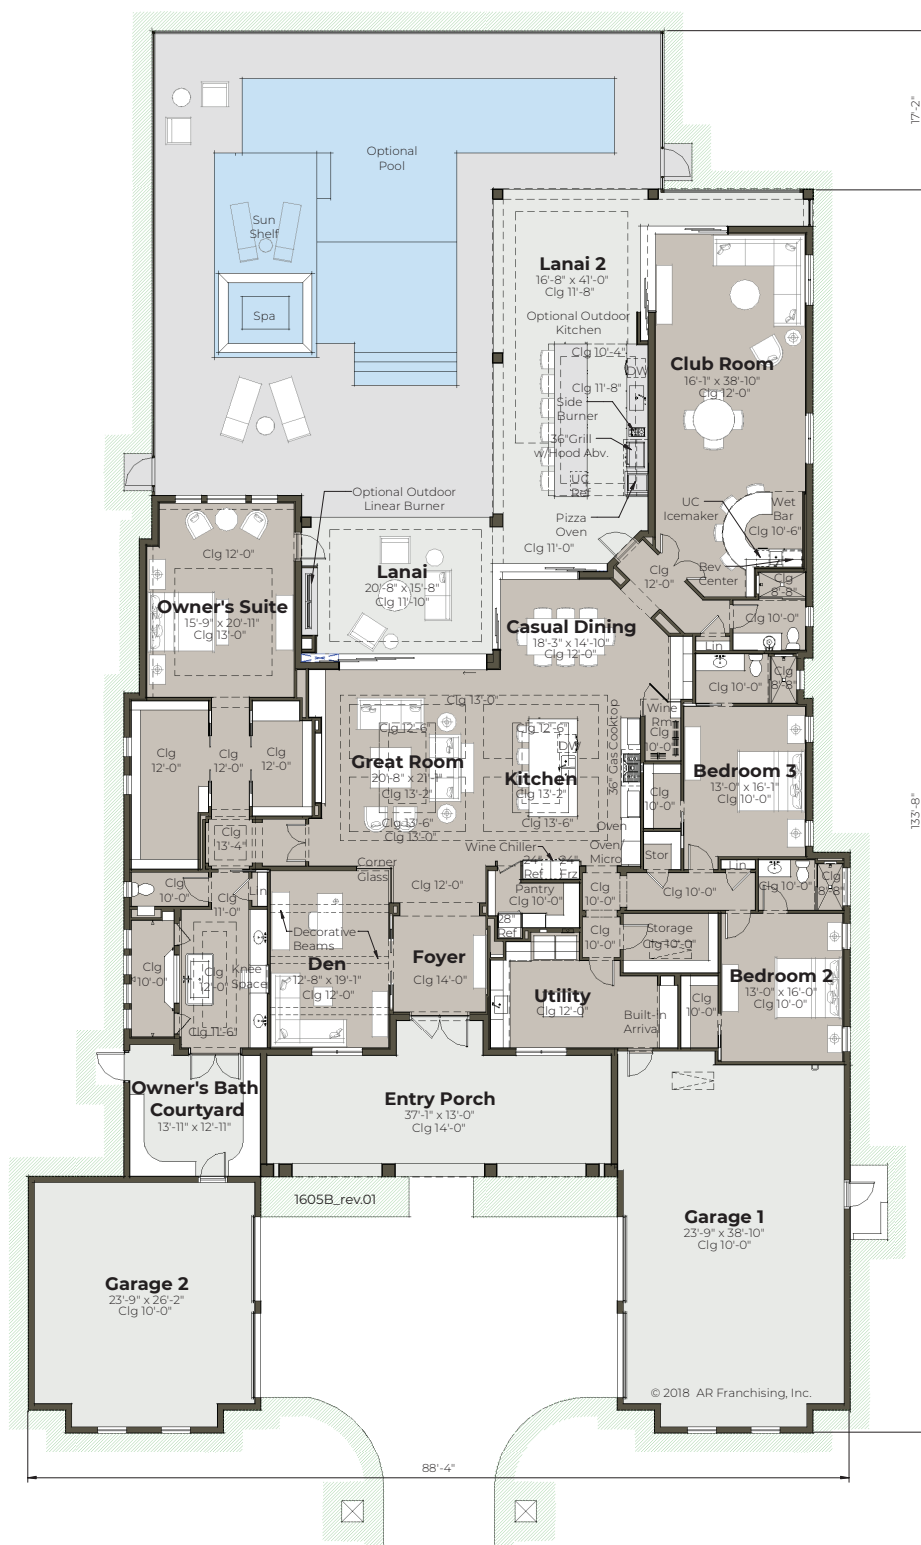 17'-2"
Optional
Pool
Sun
Shelf
Spa
Lanai 2
16'-8" x 41'-0"
Clg 11'-8"
Optional Outdoor
Kitchen
Clg 10'-4"
DW
Clg 11'-8"
Side
Burner
36"Grill
w/Hood Abv.
UC
Ref
Pizza
Oven
Clg 11'-0"
Club Room
16'-1" x 38'-10"
Clg 12'-0"
UC
Icemaker
Wet
Bar
Clg 10'-6"
Bev
Center
Clg
12'-0"
Clg
8'-8"
Clg 10'-0"
Lin
Optional Outdoor
Linear Burner
Clg 12'-0"
Owner's Suite
15'-9" x 20'-11"
Clg 13'-0"
Lanai
20'-8" x 15'-8"
Clg 11'-10"
Casual Dining
18'-3" x 14'-10"
Clg 12'-0"
Clg 10'-0"
Clg
8'-8"
Clg 13'-0"
Clg 12'-6"
Great Room
20'-8" x 21'-1"
Clg 13'-2"
Clg 13'-6"
Clg 13'-0"
Clg 12'-6"
DW
Kitchen
Clg 13'-2"
Clg 13'-6"
36" Gas Cooktop
Wine
Rm
Clg
10'-0"
Clg
10'-0"
Bedroom 3
13'-0" x 16'-1"
Clg 10'-0"
133'-8"
Clg
12'-0"
Clg
12'-0"
Clg
12'-0"
Clg
13'-4"
Oven
Oven/
Micro
Wine Chiller
24"
Ref
24"
Frz
Stor
Lin
Corner
Glass
Clg 12'-0"
Pantry
Clg 10'-0"
28"
Ref
Clg
10'-0"
Clg 10'-0"
Clg 10'-0"
Clg
8'-8"
Clg
10'-0"
Clg
11'-0"
Lin
Decorative
Beams
Den
12'-8" x 19'-1"
Clg 12'-0"
Foyer
Clg 14'-0"
Clg
10'-0"
Storage
Clg 10'-0"
Clg
10'-0"
Clg
12'-0"
Knee
Space
Clg 11'-6"
Utility
Clg 12'-0"
Built-In
Arrival
Clg
10'-0"
Bedroom 2
13'-0" x 16'-0"
Clg 10'-0"
Owner's Bath
Courtyard
13'-11" x 12'-11"
Entry Porch
37'-1" x 13'-0"
Clg 14'-0"
1605B_rev.01
Garage 1
23'-9" x 38'-10"
Clg 10'-0"
Garage 2
23'-9" x 26'-2"
Clg 10'-0"
© 2018 AR Franchising, Inc.
88'-4"